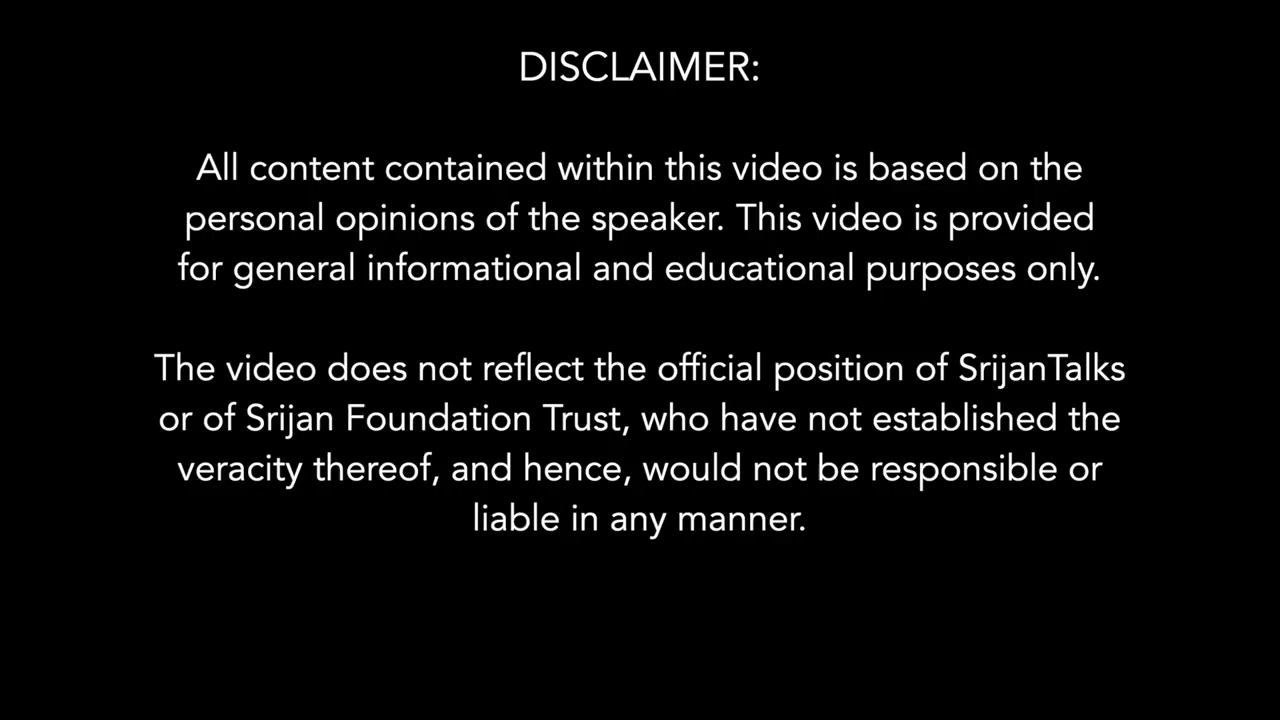 DISCLAIMER:
All content contained within this video is based on the
personal opinions of the speaker. This video is provided
for general informational and educational purposes only.
The video does not reflect the official position of SrijanTalks
or of Srijan Foundation Trust, who have not established the
veracity thereof, and hence, would not be responsible or
liable in any manner.